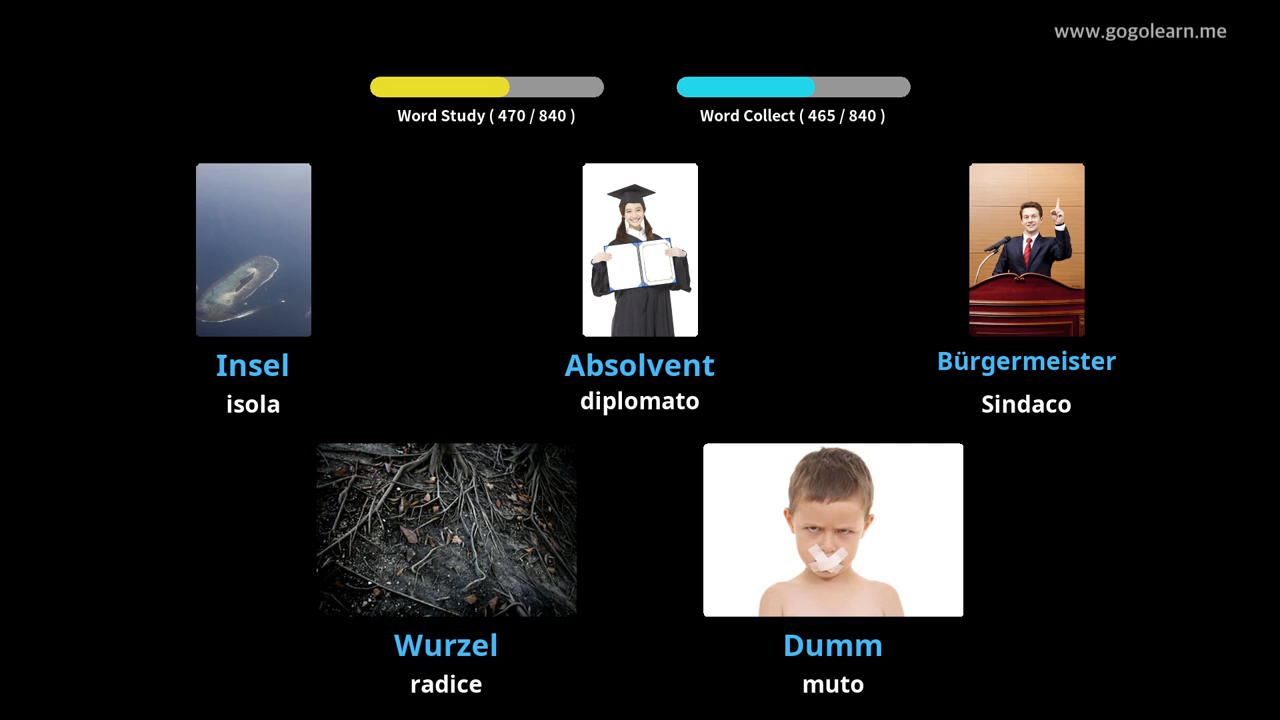 www.gogolearn.me
Word Study ( 470 / 840 )
Word Collect ( 465 / 840 )
Insel
isola
Absolvent
diplomato
Bürgermeister
Sindaco
Wurzel
radice
Dumm
muto